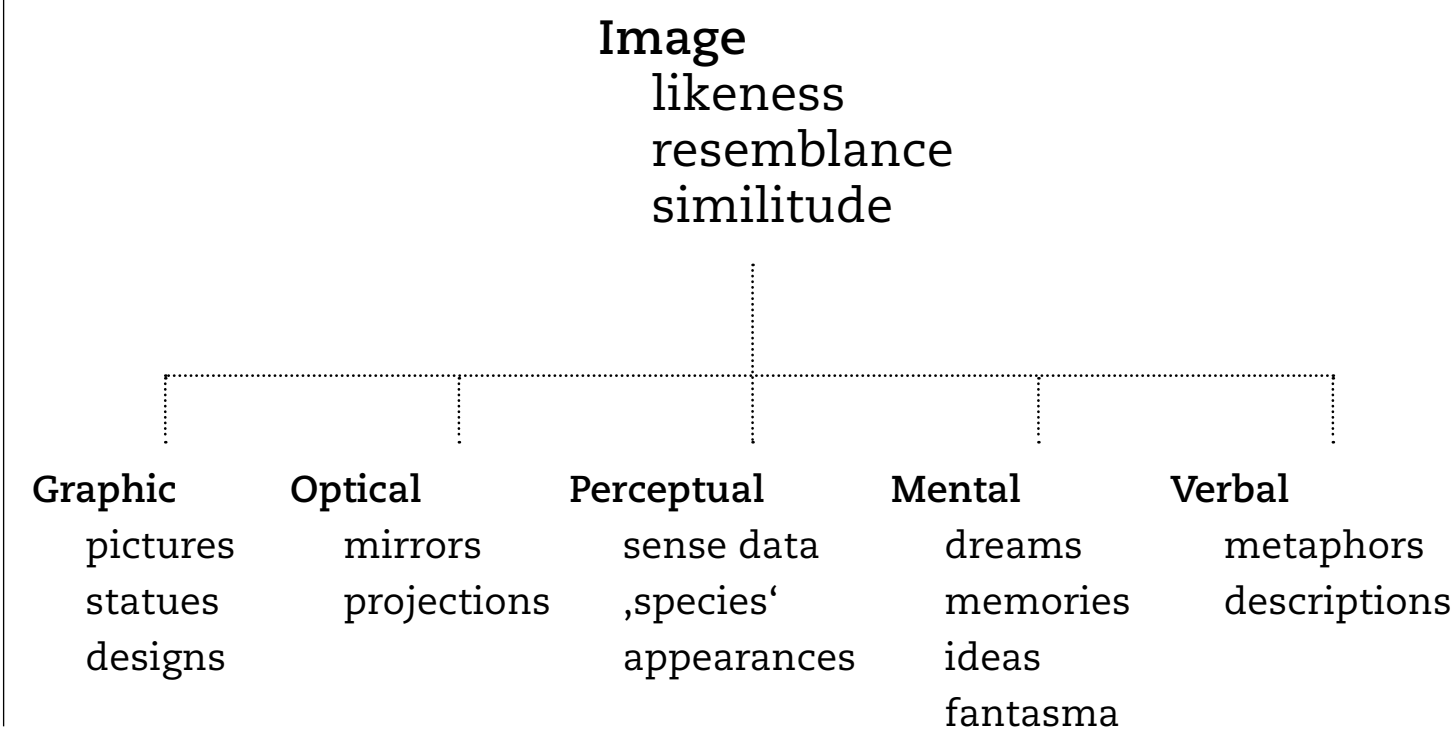 Image
likeness
resemblance
similitude
Graphic
pictures
statues
designs
Optical
mirrors
projections
Perceptual
sense data
‚species‘
appearances
Mental
dreams
memories
ideas
fantasma
Verbal
metaphors
descriptions